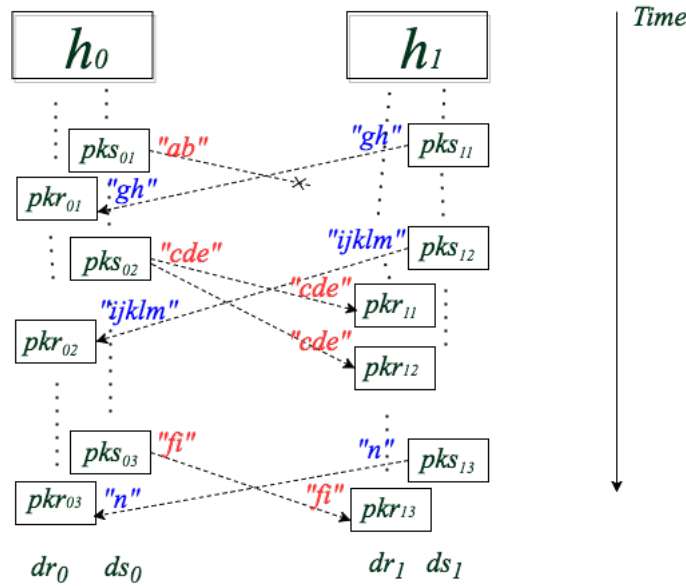 h0 h1 Time
pks01 "ab" "gh" pks11
pkr01 "gh"
pks02 "cde" "ijklm" pks12
"cde" pkr11
"ijklm"
pkr02 "cde" pkr12
pks03 "fi" "n" pks13
pkr03 "n" "fi" pkr13
dr0 ds0 dr1 ds1